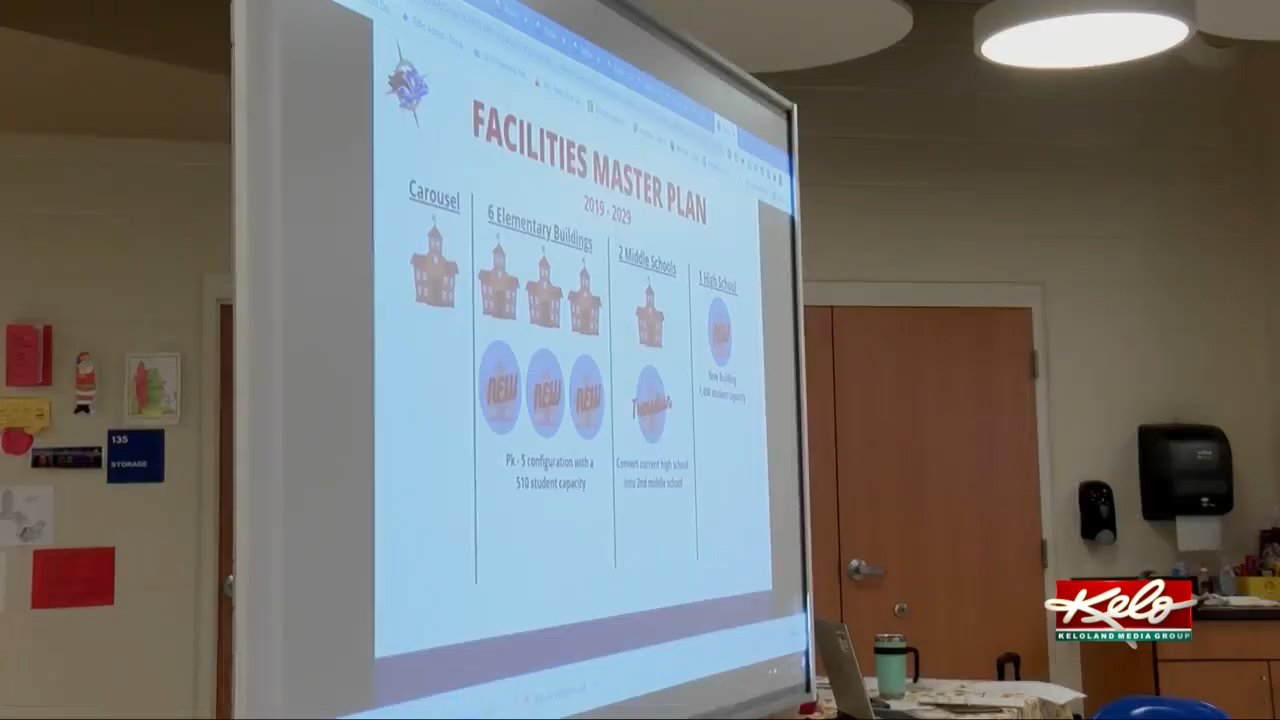 FACILITIES MASTER PLAN
2019 - 2029
Carousel
6 Elementary Buildings
2 Middle Schools
1 High School
NEW
NEW
NEW
NEW
New Building
student capacity
Pk - 5 configuration with a
510 student capacity
Convert current high school
into 2nd middle school
135
STORAGE
Kelo
KELOLAND MEDIA GROUP